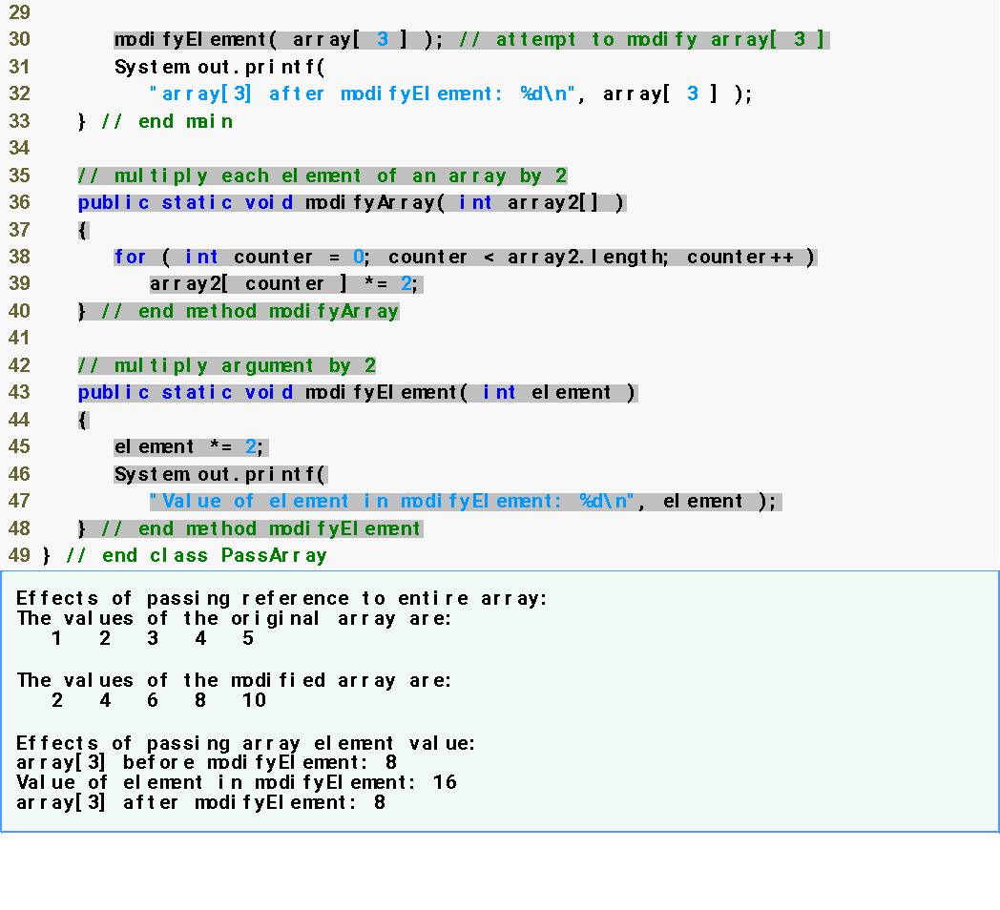 29
30 modifyElement( array[ 3 ] ); // attempt to modify array[ 3 ]
31 System.out.printf(
32 "array[3] after modifyElement: %d\n", array[ 3 ] );
33 } // end main
34
35 // multiply each element of an array by 2
36 public static void modifyArray( int array2[] )
37 {
38 for ( int counter = 0; counter < array2.length; counter++ )
39 array2[ counter ] *= 2;
40 } // end method modifyArray
41
42 // multiply argument by 2
43 public static void modifyElement( int element )
44 {
45 element *= 2;
46 System.out.printf(
47 "Value of element in modifyElement: %d\n", element );
48 } // end method modifyElement
49 } // end class PassArray
Effects of passing reference to entire array:
The values of the original array are:
1 2 3 4 5
The values of the modified array are:
2 4 6 8 10
Effects of passing array element value:
array[3] before modifyElement: 8
Value of element in modifyElement: 16
array[3] after modifyElement: 8